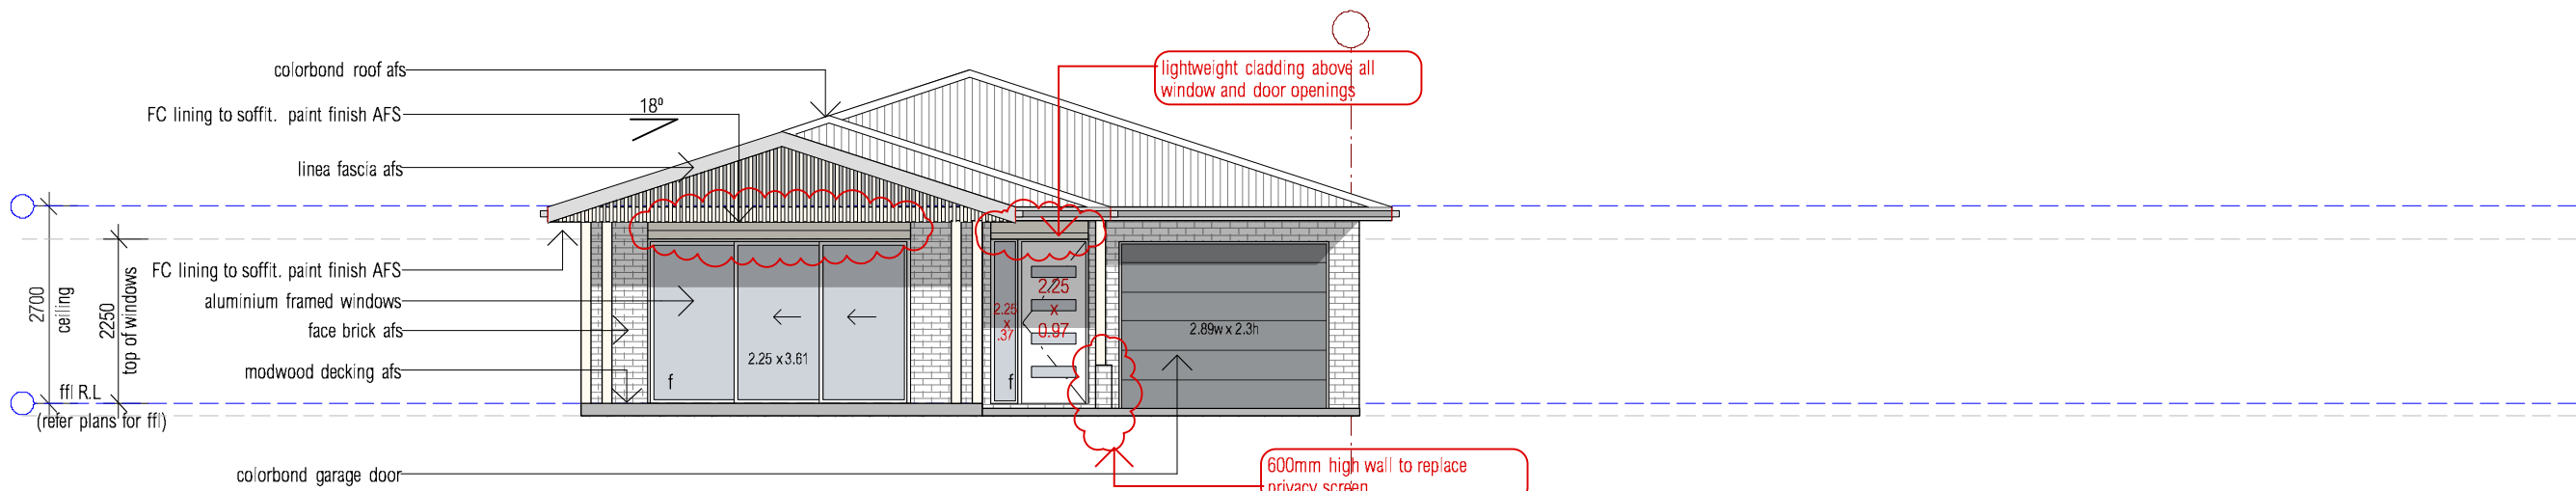 colorbond roof afs
lightweight cladding above all
window and door openings
18°
FC lining to soffit. paint finish AFS
linea fascia afs
FC lining to soffit. paint finish AFS
aluminium framed windows
face brick afs
modwood decking afs
2700
ceiling
2250
top of windows
ffl R.L
(refer plans for ffl)
2.25 x 3.61
f
2.25
x
.37
f
2.25
x
0.97
2.89w x 2.3h
colorbond garage door
600mm high wall to replace
privacy screen